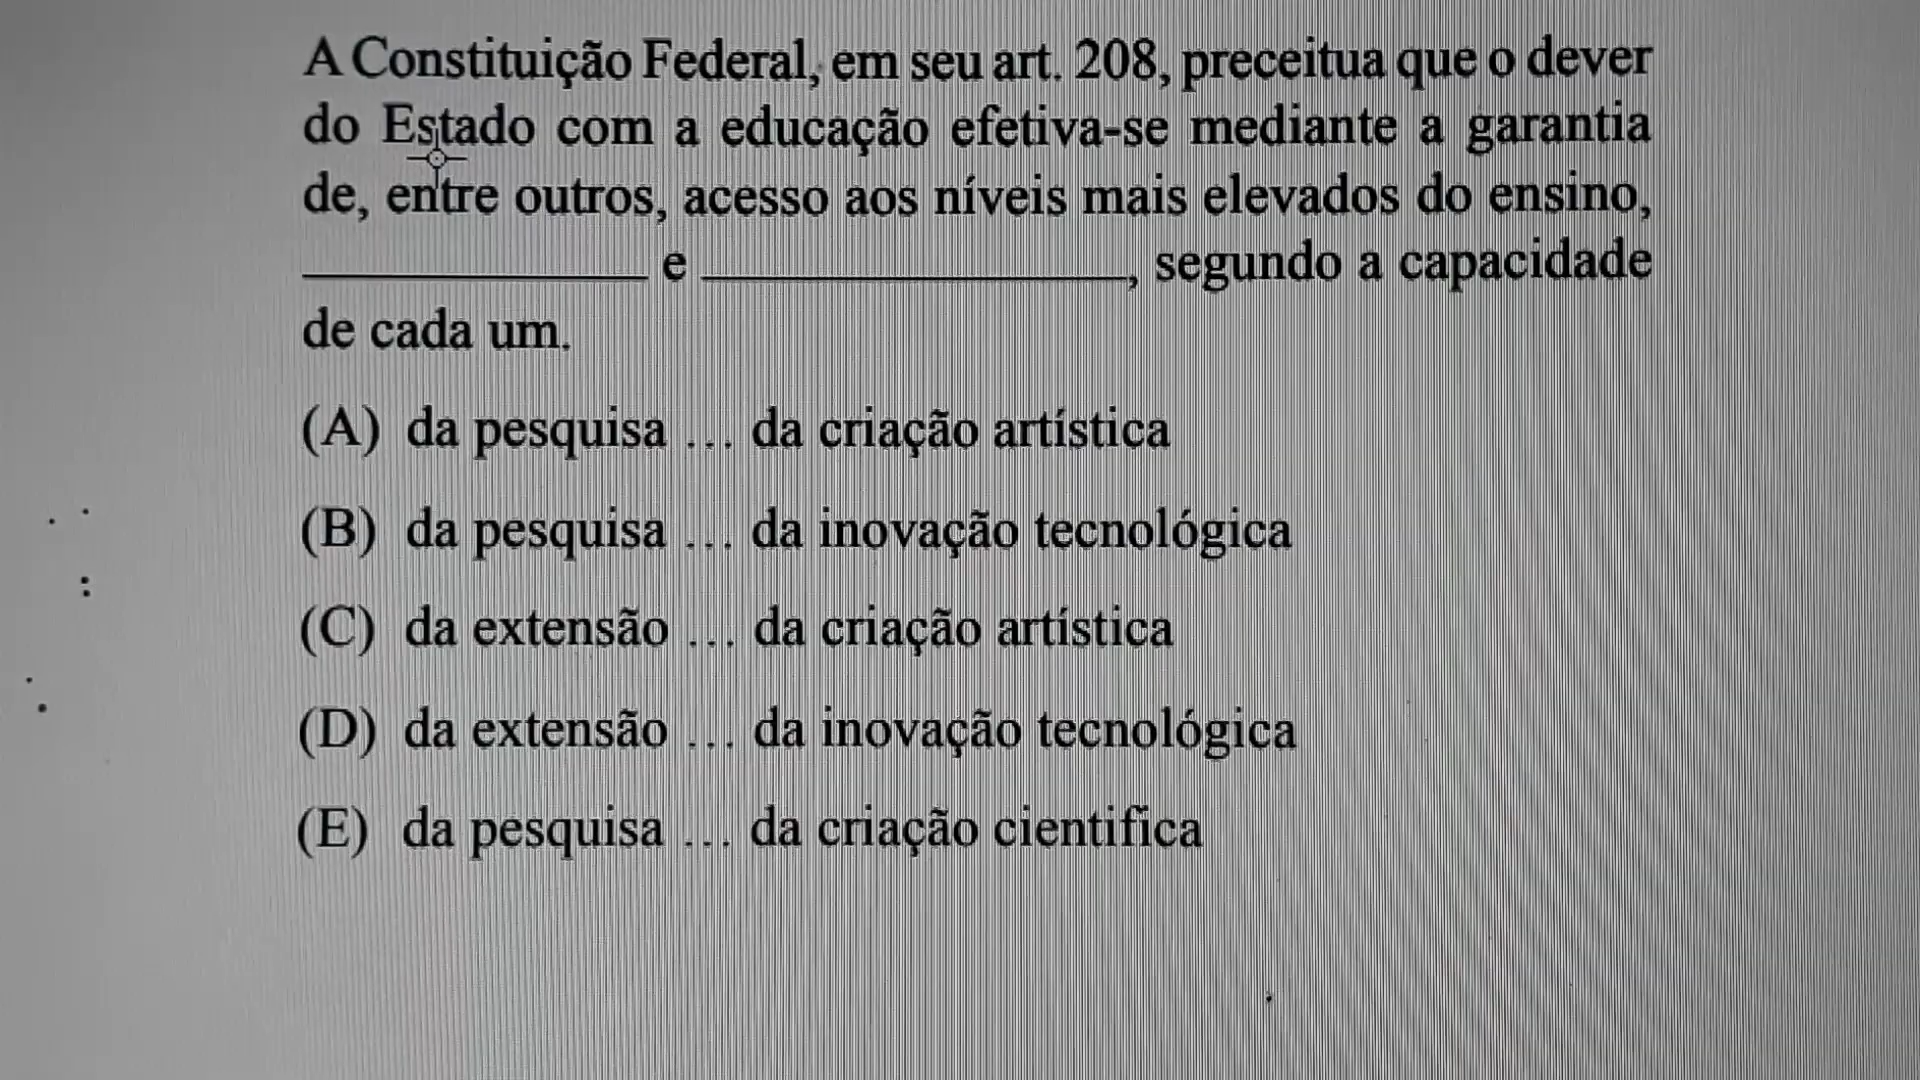 A Constituição Federal, em seu art. 208, preceitua que o dever
do Estado com a educação efetiva-se mediante a garantia
de, entre outros, acesso aos níveis mais elevados do ensino,
_______________ e __________________, segundo a capacidade
de cada um.
(A) da pesquisa ... da criação artística
(B) da pesquisa ... da inovação tecnológica
(C) da extensão ... da criação artística
(D) da extensão ... da inovação tecnológica
(E) da pesquisa ... da criação cientifica